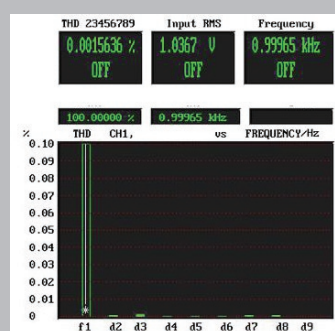 THD 23456789 Input RMS Frequency
0.0015636 % 1.0367 V 0.99965 kHz
OFF OFF OFF
100.00000 % 0.99965 kHz
% THD CH1, vs FREQUENCY/Hz
0.10
0.09
0.08
0.07
0.06
0.05
0.04
0.03
0.02
0.01
0
f1 d2 d3 d4 d5 d6 d7 d8 d9